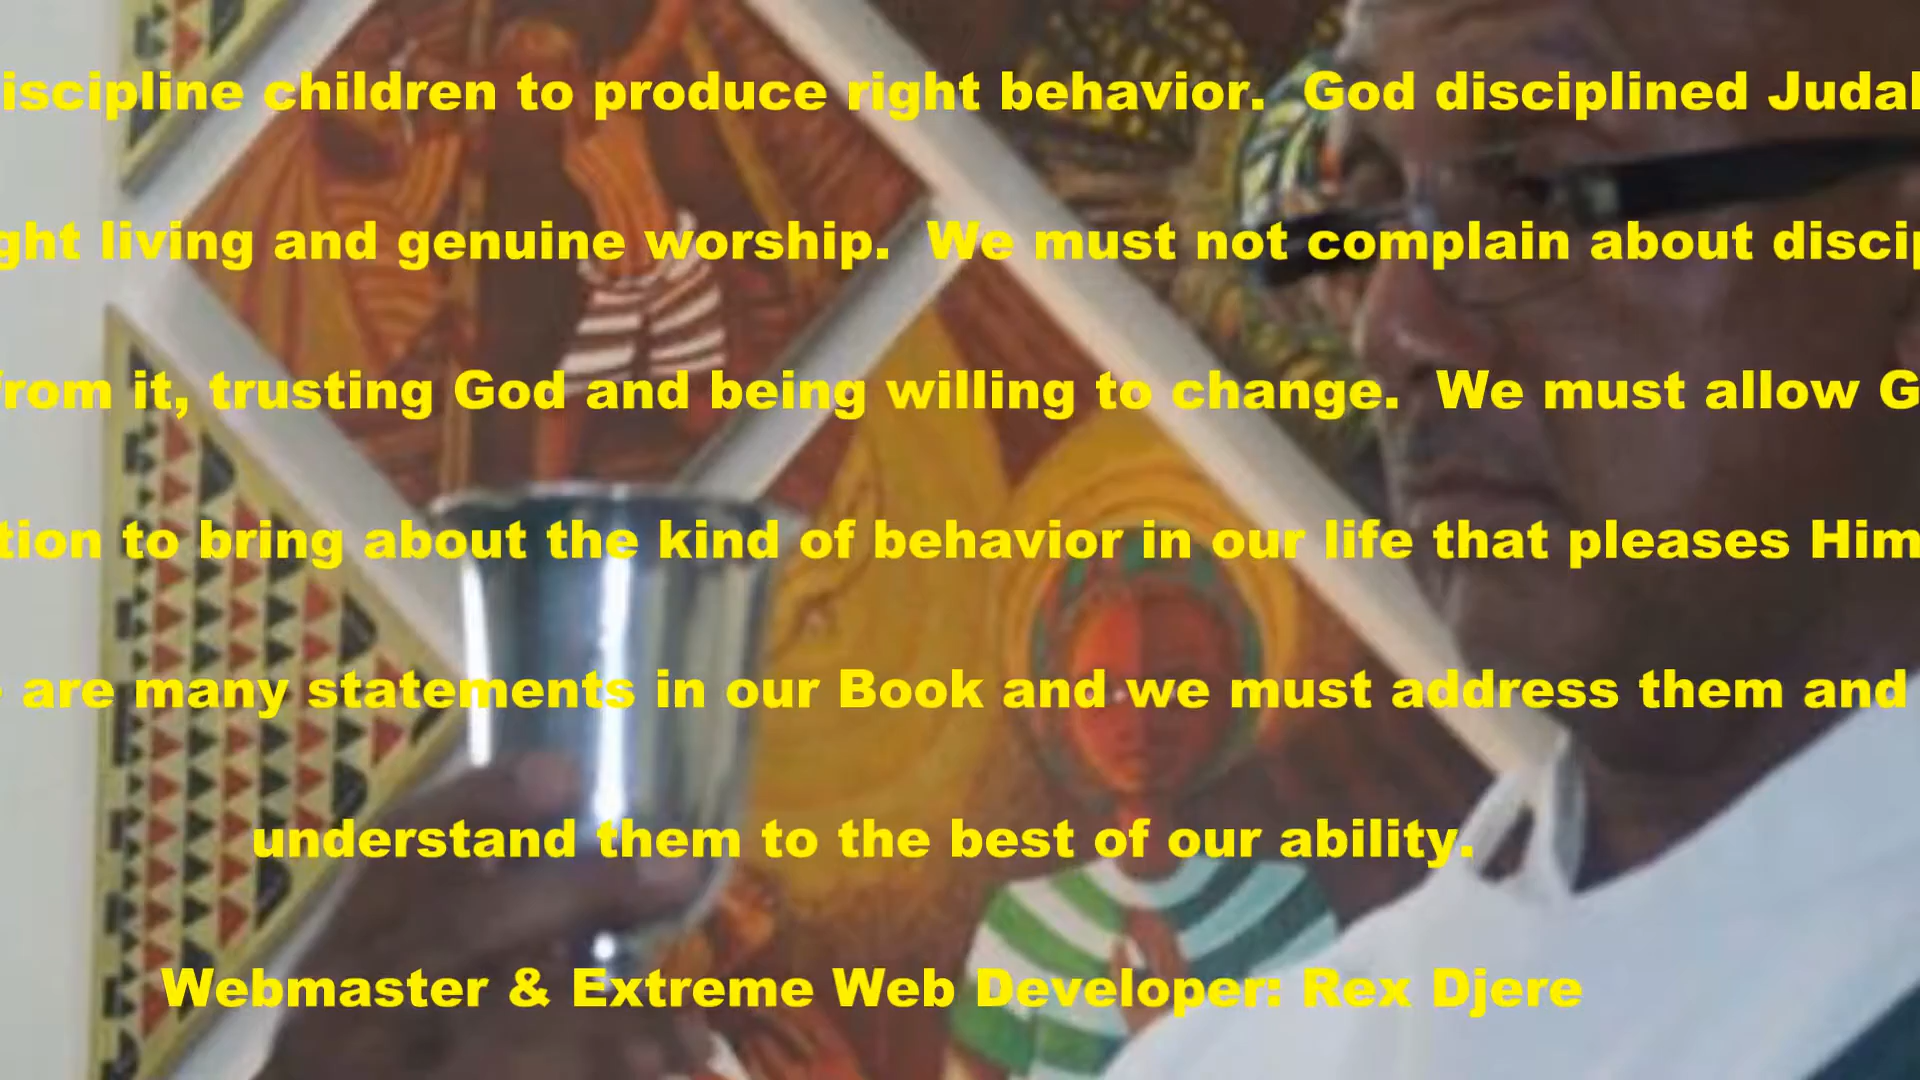 iscipline children to produce right behavior. God disciplined Judah
ght living and genuine worship. We must not complain about discip
from it, trusting God and being willing to change. We must allow G
tion to bring about the kind of behavior in our life that pleases Him
are many statements in our Book and we must address them and
understand them to the best of our ability.
Webmaster & Extreme Web Developer: Rex Djere